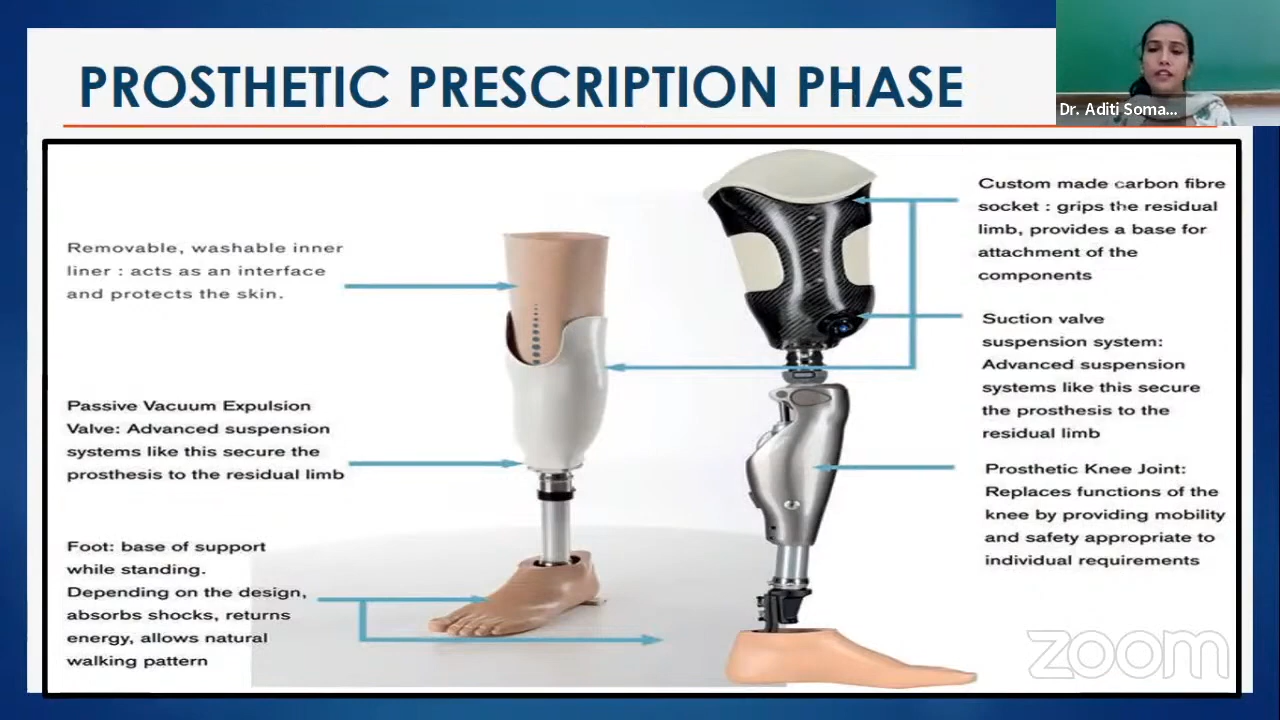 PROSTHETIC PRESCRIPTION PHASE
Dr. Aditi Soma...
Removable, washable inner
liner : acts as an interface
and protects the skin.
Passive Vacuum Expulsion
Valve: Advanced suspension
systems like this secure the
prosthesis to the residual limb
Foot: base of support
while standing.
Depending on the design,
absorbs shocks, returns
energy, allows natural
walking pattern
Custom made carbon fibre
socket : grips the residual
limb, provides a base for
attachment of the
components
Suction valve
suspension system:
Advanced suspension
systems like this secure
the prosthesis to the
residual limb
Prosthetic Knee Joint:
Replaces functions of the
knee by providing mobility
and safety appropriate to
individual requirements
zoom